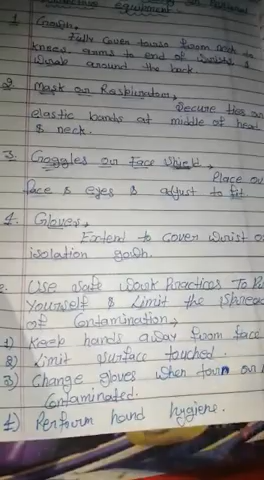 Protective equipment
1. Gown,
Fully cover torso from neck to
knees, arms to end of wrists &
wrap around the back.
2. Mask or Respirator,
Secure ties or
elastic bands at middle of head
& neck.
3. Goggles or Face Shield,
Place ov
face & eyes & adjust to fit
4. Gloves,
Extend to cover wrist o
isolation gown.
e. Use safe Work Practices To P
Yourself & Limit the Spread
of Contamination,
1) Keep hands away from face
2) Limit surface touched.
3) Change gloves when torn or
Contaminated.
4) Perform hand hygiene.